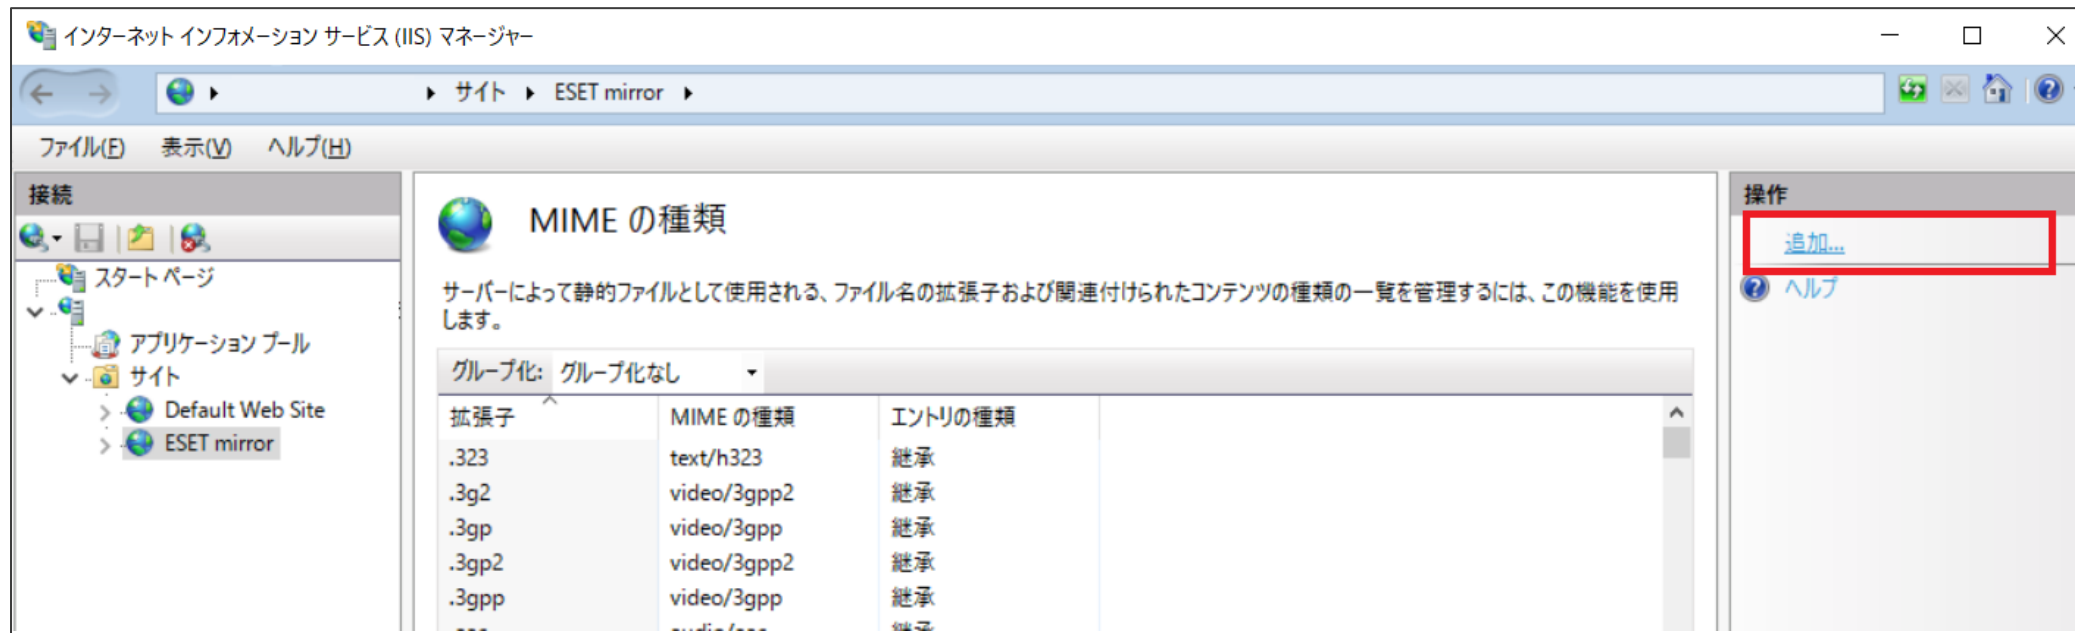 インターネット インフォメーション サービス (IIS) マネージャー
サイト ESET mirror
ファイル(F) 表示(V) ヘルプ(H)
接続
スタート ページ
アプリケーション プール
サイト
Default Web Site
ESET mirror
MIME の種類
サーバーによって静的ファイルとして使用される、ファイル名の拡張子および関連付けられたコンテンツの種類の一覧を管理するには、この機能を使用
します。
グループ化: グループ化なし
拡張子 MIME の種類 エントリの種類
.323 text/h323 継承
.3g2 video/3gpp2 継承
.3gp video/3gpp 継承
.3gp2 video/3gpp2 継承
.3gpp video/3gpp 継承
操作
追加...
ヘルプ